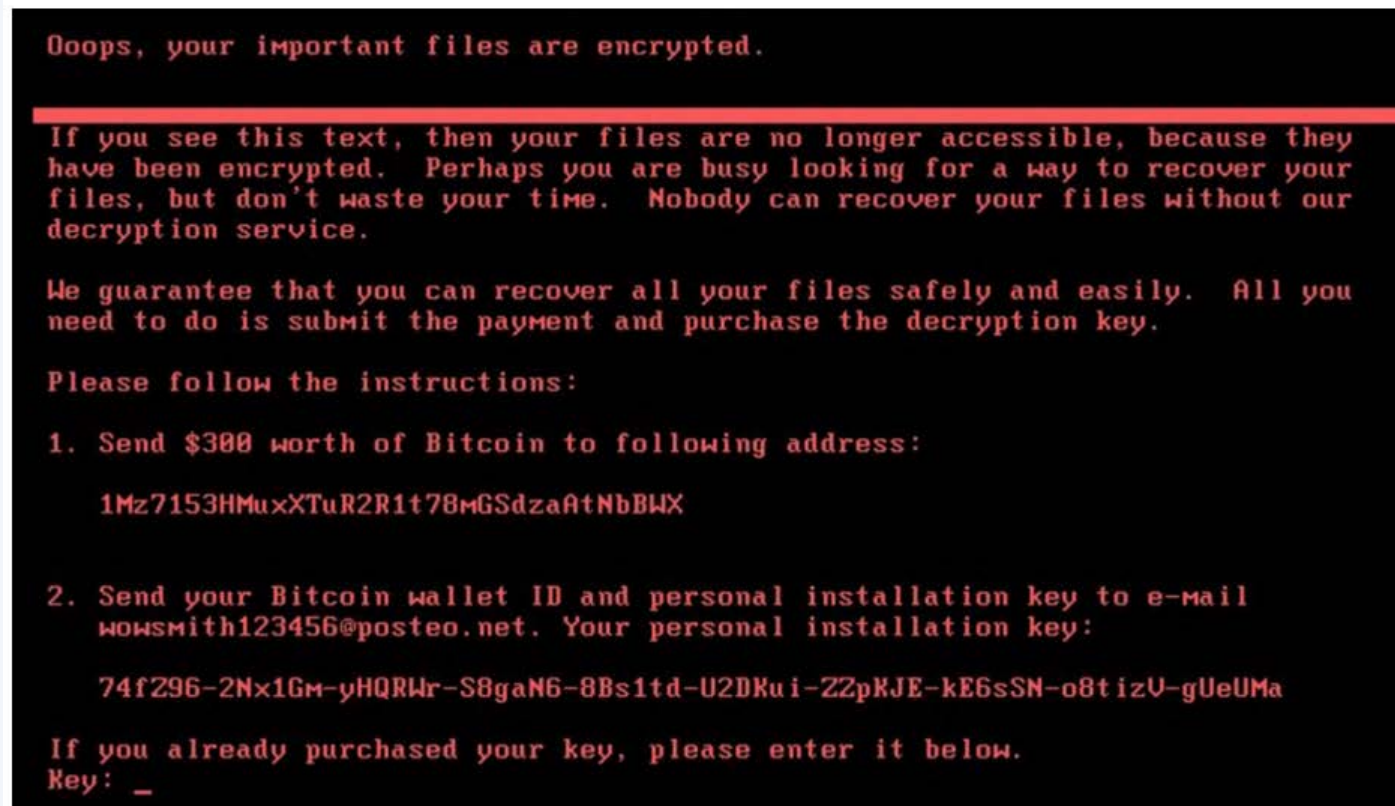 Ooops, your important files are encrypted.
If you see this text, then your files are no longer accessible, because they
have been encrypted. Perhaps you are busy looking for a way to recover your
files, but don't waste your time. Nobody can recover your files without our
decryption service.
We guarantee that you can recover all your files safely and easily. All you
need to do is submit the payment and purchase the decryption key.
Please follow the instructions:
1. Send $300 worth of Bitcoin to following address:
1Mz7153HMuxXTuR2R1t78mGSdzaAtNbBWX
2. Send your Bitcoin wallet ID and personal installation key to e-mail
wowsmith123456@posteo.net. Your personal installation key:
74fZ96-2Nx1Gm-yHQRWr-S8gaN6-8Bs1td-U2DKui-ZZpKJE-kE6sSN-o8tizV-gUeUMa
If you already purchased your key, please enter it below.
Key: _